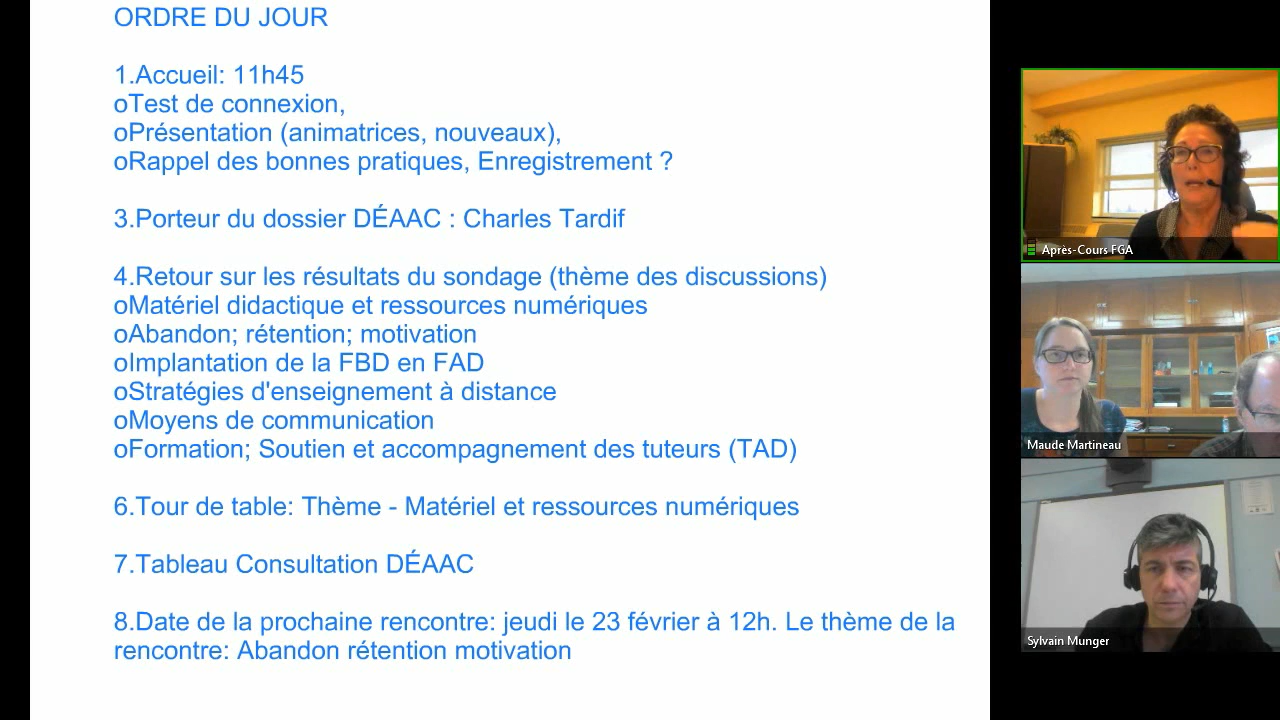 ORDRE DU JOUR
1.Accueil: 11h45
oTest de connexion,
oPrésentation (animatrices, nouveaux),
oRappel des bonnes pratiques, Enregistrement ?
3.Porteur du dossier DÉAAC : Charles Tardif
4.Retour sur les résultats du sondage (thème des discussions)
oMatériel didactique et ressources numériques
oAbandon; rétention; motivation
oImplantation de la FBD en FAD
oStratégies d'enseignement à distance
oMoyens de communication
oFormation; Soutien et accompagnement des tuteurs (TAD)
6.Tour de table: Thème - Matériel et ressources numériques
7.Tableau Consultation DÉAAC
8.Date de la prochaine rencontre: jeudi le 23 février à 12h. Le thème de la
rencontre: Abandon rétention motivation
Après-Cours FGA
Maude Martineau
Sylvain Munger